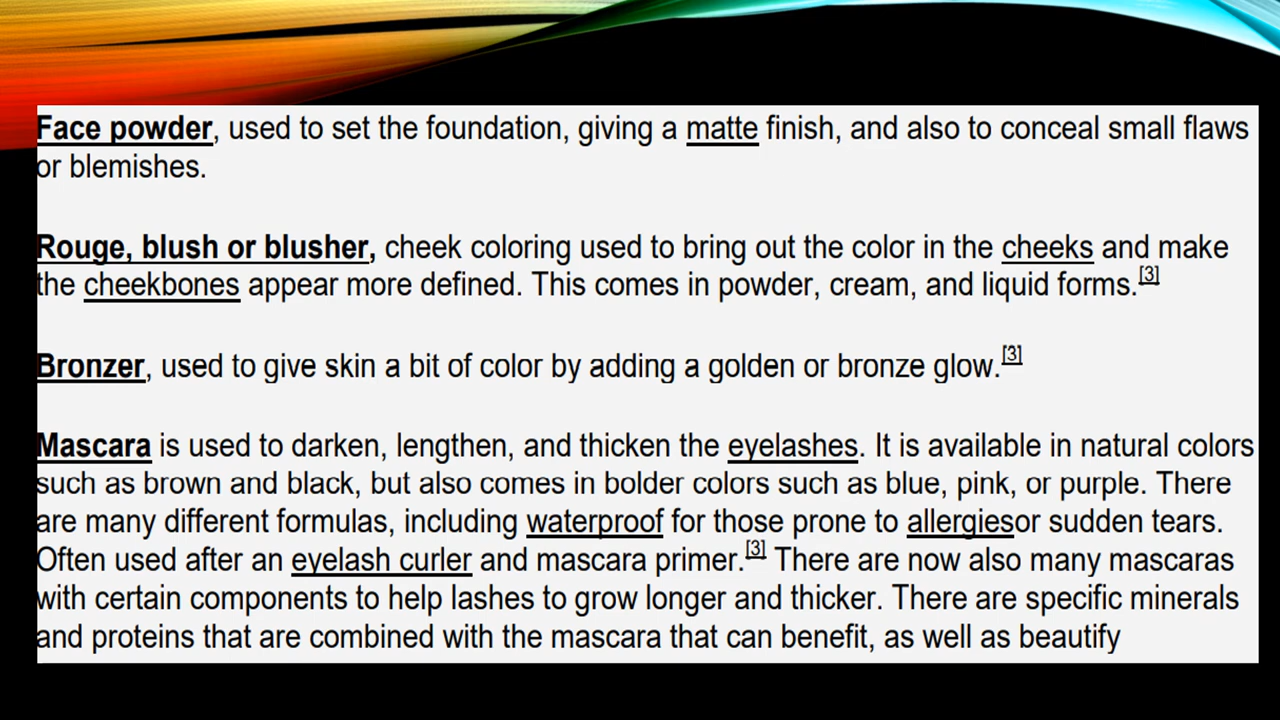 Face powder, used to set the foundation, giving a matte finish, and also to conceal small flaws
or blemishes.
Rouge, blush or blusher, cheek coloring used to bring out the color in the cheeks and make
the cheekbones appear more defined. This comes in powder, cream, and liquid forms.[3]
Bronzer, used to give skin a bit of color by adding a golden or bronze glow.[3]
Mascara is used to darken, lengthen, and thicken the eyelashes. It is available in natural colors
such as brown and black, but also comes in bolder colors such as blue, pink, or purple. There
are many different formulas, including waterproof for those prone to allergiesor sudden tears.
Often used after an eyelash curler and mascara primer.[3] There are now also many mascaras
with certain components to help lashes to grow longer and thicker. There are specific minerals
and proteins that are combined with the mascara that can benefit, as well as beautify